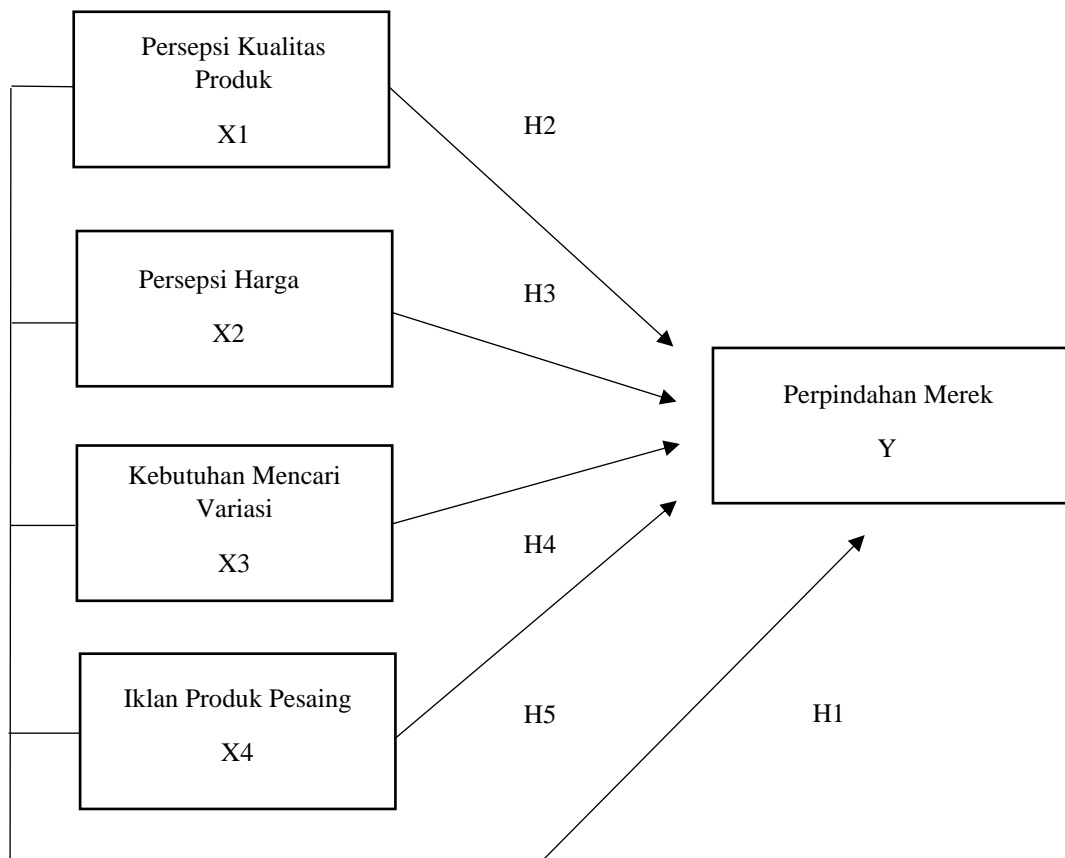 Persepsi Kualitas
Produk
X1
H2
Persepsi Harga
X2
H3
Perpindahan Merek
Y
Kebutuhan Mencari
Variasi
X3
H4
Iklan Produk Pesaing
X4
H5
H1